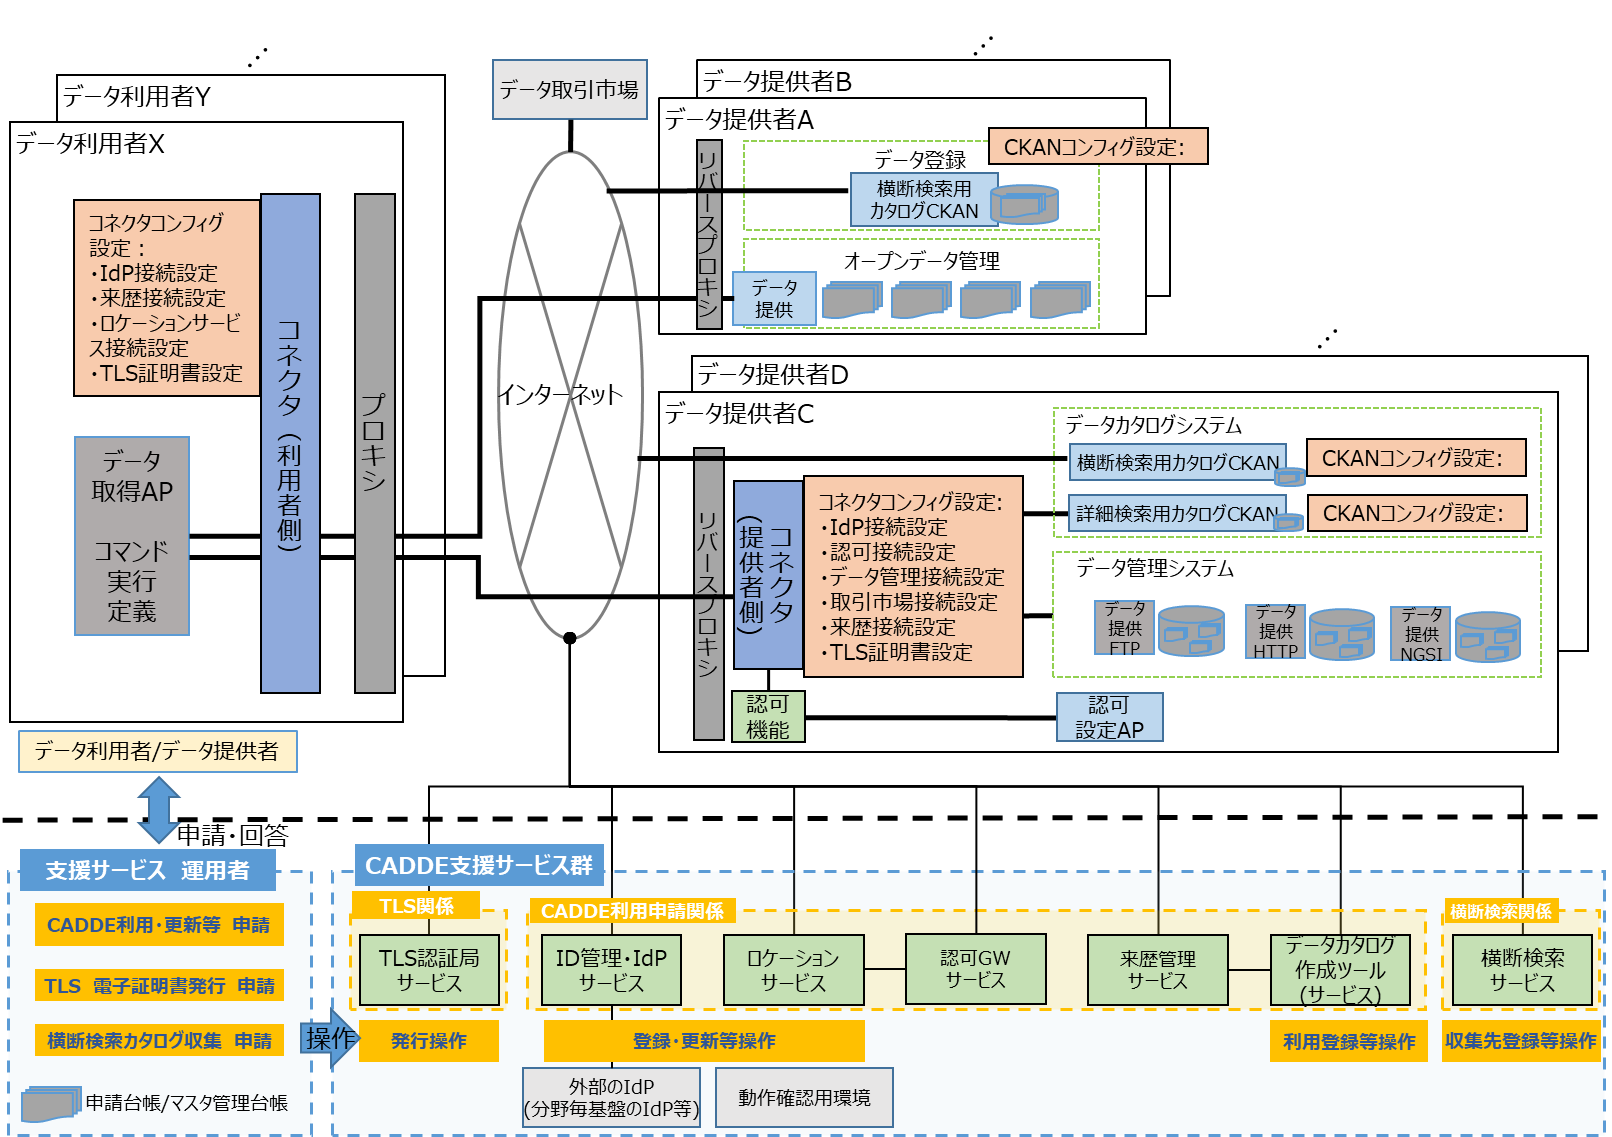 データ利用者Y
データ利用者X
コネクタコンフィグ
設定：
・IdP接続設定
・来歴接続設定
・ロケーションサービ
ス接続設定
・TLS証明書設定
コネクタ（利用者側）
プロキシ
データ
取得AP
コマンド
実行
定義
データ取引市場
インターネット
データ提供者B
データ提供者A
リバースプロキシ
データ登録
CKANコンフィグ設定:
横断検索用
カタログCKAN
オープンデータ管理
データ
提供
データ提供者D
データ提供者C
リバースプロキシ
コネクタ
（提供者側）
コネクタコンフィグ設定:
・IdP接続設定
・認可接続設定
・データ管理接続設定
・取引市場接続設定
・来歴接続設定
・TLS証明書設定
データカタログシステム
横断検索用カタログCKAN
CKANコンフィグ設定:
詳細検索用カタログCKAN
CKANコンフィグ設定:
データ管理システム
データ
提供
FTP
データ
提供
HTTP
データ
提供
NGSI
認可
機能
認可
設定AP
データ利用者/データ提供者
申請・回答
支援サービス　運用者
CADDE利用・更新等　申請
TLS　電子証明書発行　申請
横断検索カタログ収集　申請
申請台帳/マスタ管理台帳
操作
CADDE支援サービス群
TLS関係
TLS認証局
サービス
発行操作
CADDE利用申請関係
ID管理・IdP
サービス
ロケーション
サービス
認可GW
サービス
来歴管理
サービス
データカタログ
作成ツール
(サービス)
登録・更新等操作
利用登録等操作
横断検索関係
横断検索
サービス
収集先登録等操作
外部のIdP
(分野毎基盤のIdP等)
動作確認用環境